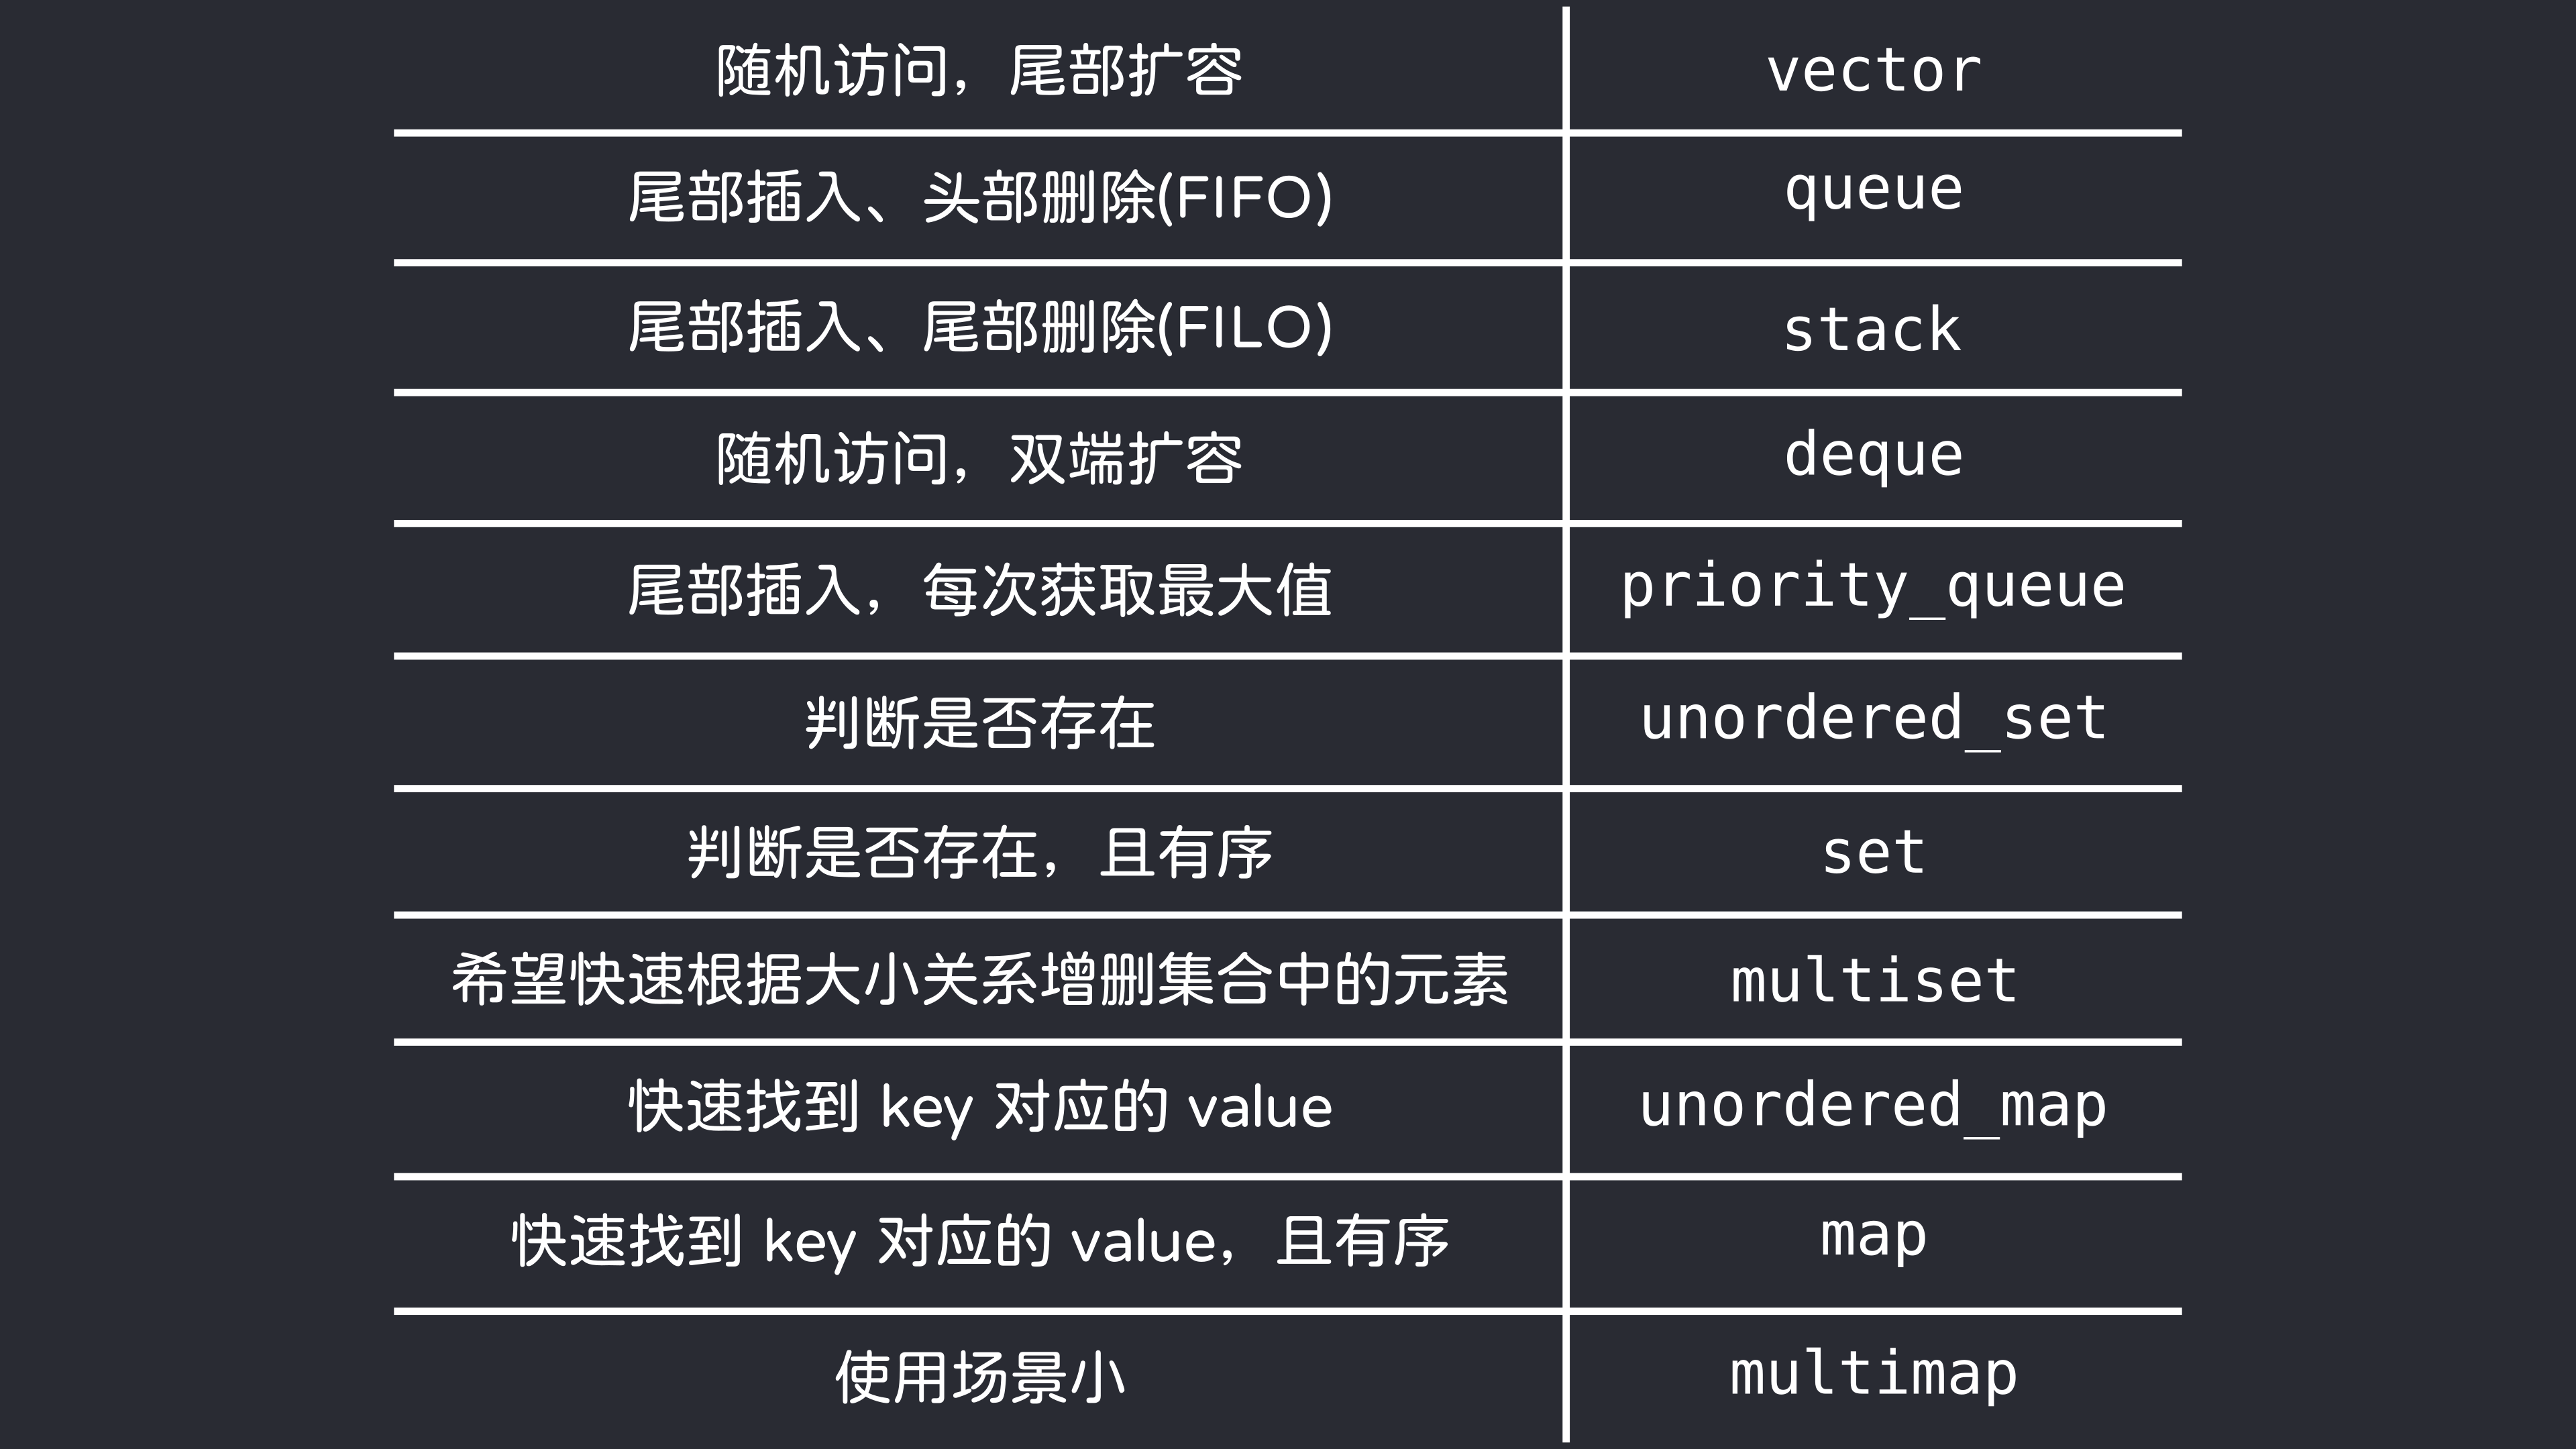 随机访问，尾部扩容 vector
尾部插入、头部删除(FIFO) queue
尾部插入、尾部删除(FILO) stack
随机访问，双端扩容 deque
尾部插入，每次获取最大值 priority_queue
判断是否存在 unordered_set
判断是否存在，且有序 set
希望快速根据大小关系增删集合中的元素 multiset
快速找到 key 对应的 value unordered_map
快速找到 key 对应的 value，且有序 map
使用场景小 multimap